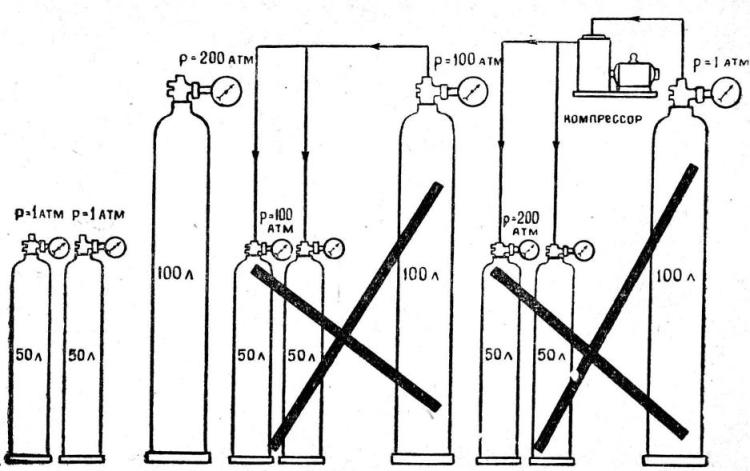 р=200 АТМ
р=100 АТМ
р=1 АТМ
КОМПРЕССОР
р=1 АТМ р=1 АТМ
р=100
АТМ
р=200
АТМ
100 л
100 л
100 л
50 л 50 л
50 л 50 л
50 л 50 л